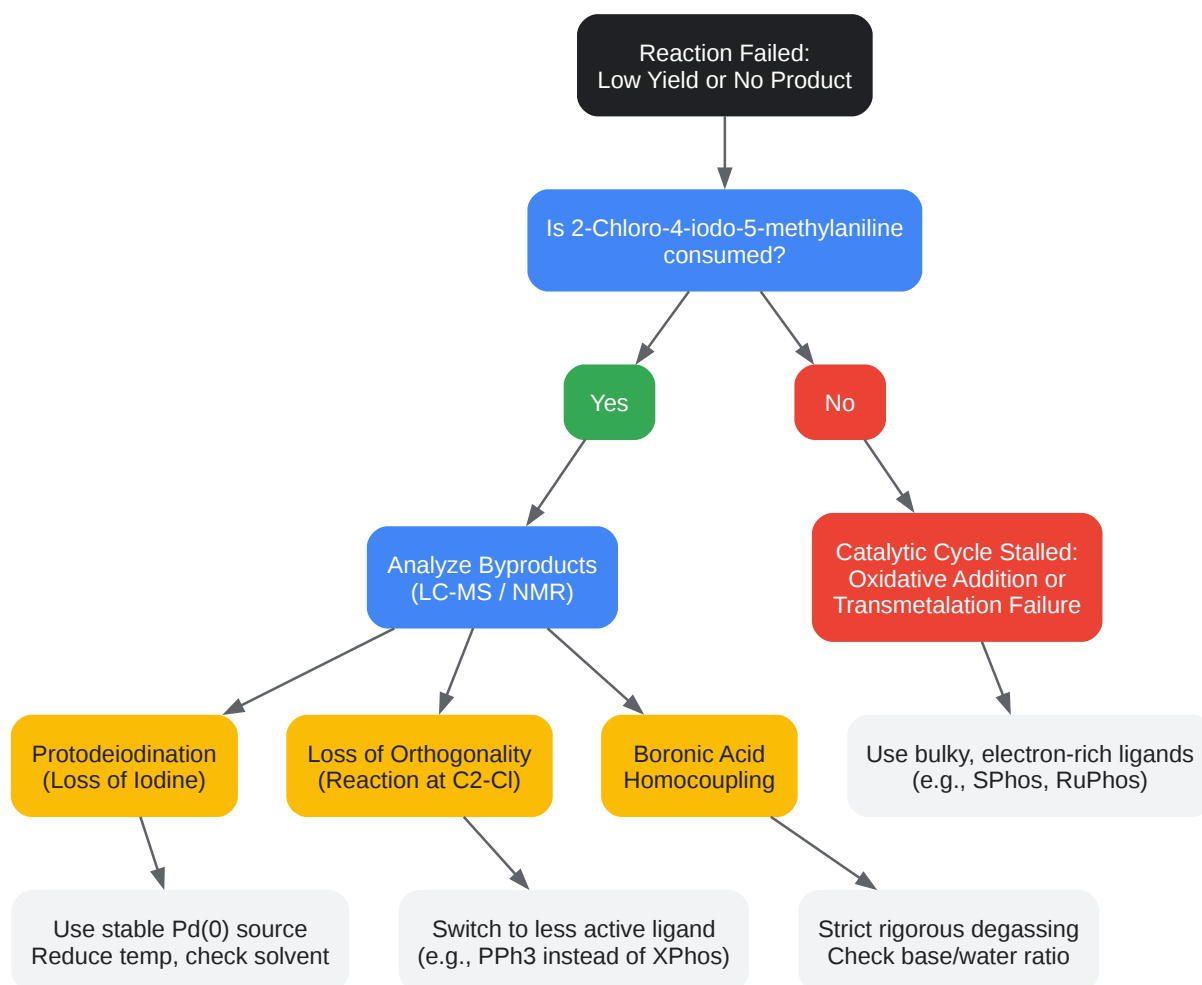 Reaction Failed:
Low Yield or No Product
Is 2-Chloro-4-iodo-5-methylaniline
consumed?
Yes
No
Analyze Byproducts
(LC-MS / NMR)
Catalytic Cycle Stalled:
Oxidative Addition or
Transmetalation Failure
Protodeiodination
(Loss of Iodine)
Loss of Orthogonality
(Reaction at C2-Cl)
Boronic Acid
Homocoupling
Use bulky, electron-rich ligands
(e.g., SPhos, RuPhos)
Use stable Pd(0) source
Reduce temp, check solvent
Switch to less active ligand
(e.g., PPh3 instead of XPhos)
Strict rigorous degassing
Check base/water ratio